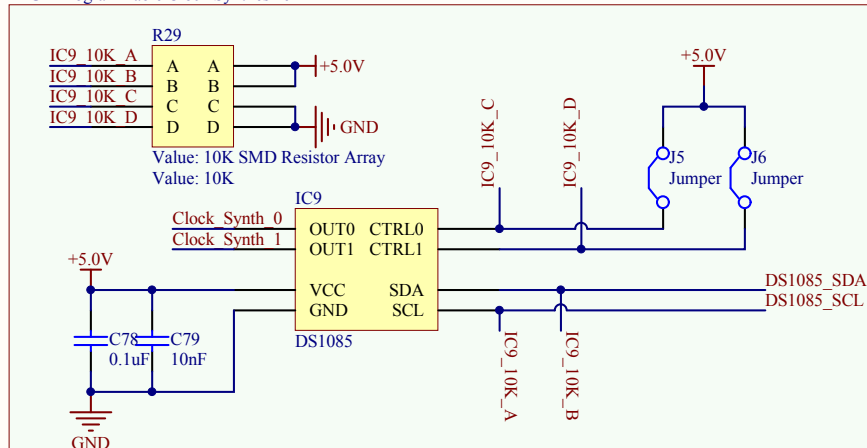 R29
IC9_10K_A
IC9_10K_B
IC9_10K_C
IC9_10K_D
A A
B B
C C
D D
+5.0V
GND
Value: 10K SMD Resistor Array
Value: 10K
+5.0V
J5
Jumper
J6
Jumper
IC9_10K_C
IC9_10K_D
IC9
Clock_Synth_0
Clock_Synth_1
OUT0 CTRL0
OUT1 CTRL1
VCC SDA
GND SCL
DS1085
DS1085_SDA
DS1085_SCL
+5.0V
C78
0.1uF
C79
10nF
IC9_10K_A
IC9_10K_B
GND